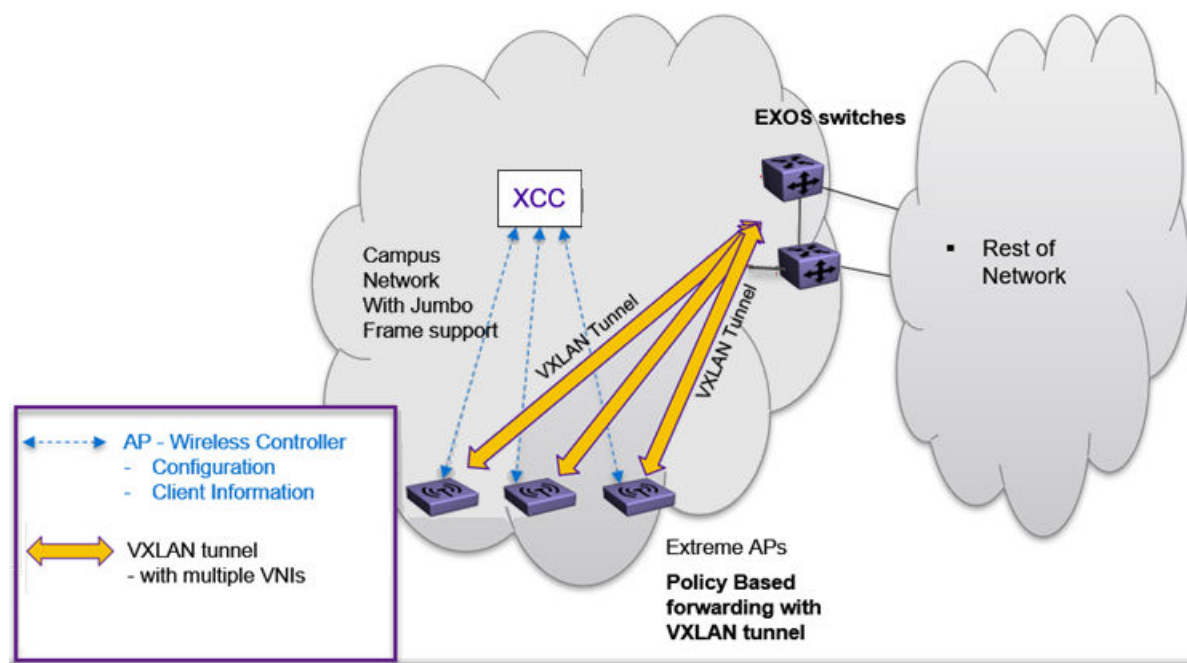 EXOS switches
XCC
Campus
Network
With Jumbo
Frame support
VXLAN Tunnel
VXLAN Tunnel
▪ Rest of
Network
AP - Wireless Controller
- Configuration
- Client Information
VXLAN tunnel
- with multiple VNIs
Extreme APs
Policy Based
forwarding with
VXLAN tunnel